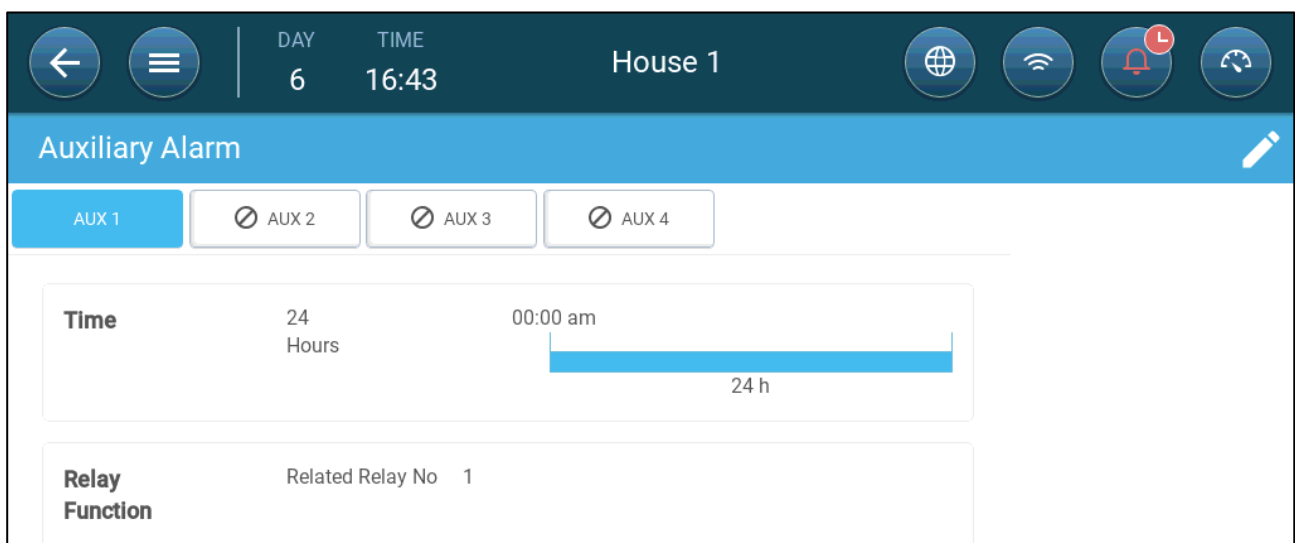 DAY TIME
6 16:43 House 1
Auxiliary Alarm
AUX 1 AUX 2 AUX 3 AUX 4
Time 24 00:00 am
Hours
24 h
Relay Related Relay No 1
Function